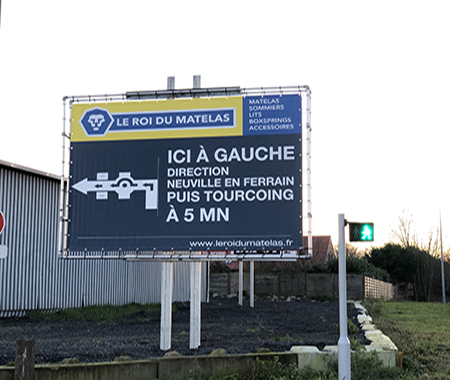 LE ROI DU MATELAS
MATELAS
SOMMIERS
LITS
BOXSPRINGS
ACCESSOIRES
ICI À GAUCHE
DIRECTION
NEUVILLE EN FERRAIN
PUIS TOURCOING
À 5 MN
www.leroidumatelas.fr